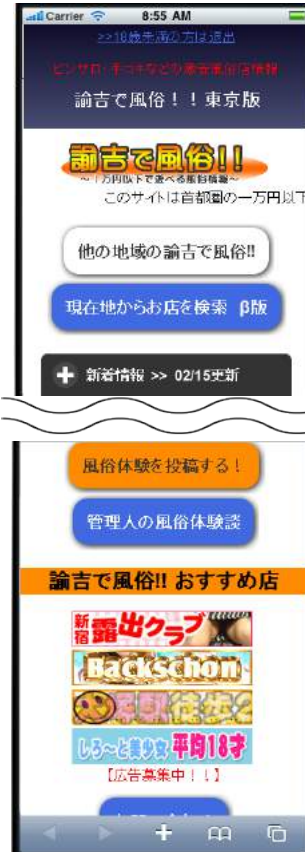 Carrier 8:55 AM
>>18歳未満の方は退出
ピンサロ・手コキなどの激安風俗店情報
諭吉で風俗！！東京版
諭吉で風俗!!
～1万円以下で遊べる風俗情報～
このサイトは首都圏の一万円以下
他の地域の諭吉で風俗!!
現在地からお店を検索 β版
新着情報 >> 02/15更新
風俗体験を投稿する！
管理人の風俗体験談
諭吉で風俗!! おすすめ店
新宿露出クラブ
Backschon
駅徒歩2
しろ～と美少女 平均18才
【広告募集中！！】